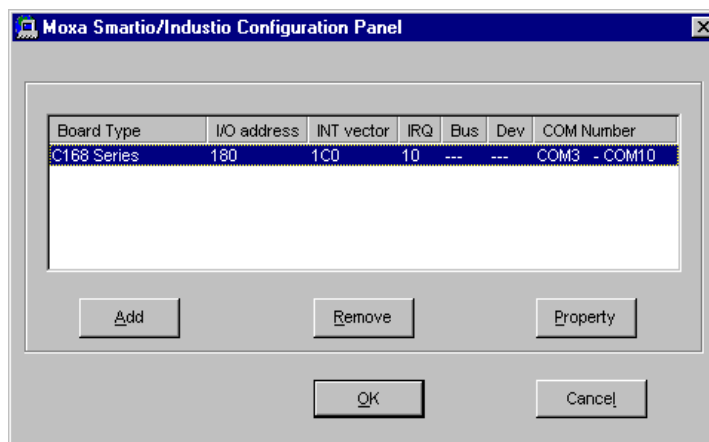 Moxa Smartio/Industio Configuration Panel
Board Type I/O address INT vector IRQ Bus Dev COM Number
C168 Series 180 1C0 10 --- --- COM3 - COM10
Add Remove Property
OK Cancel